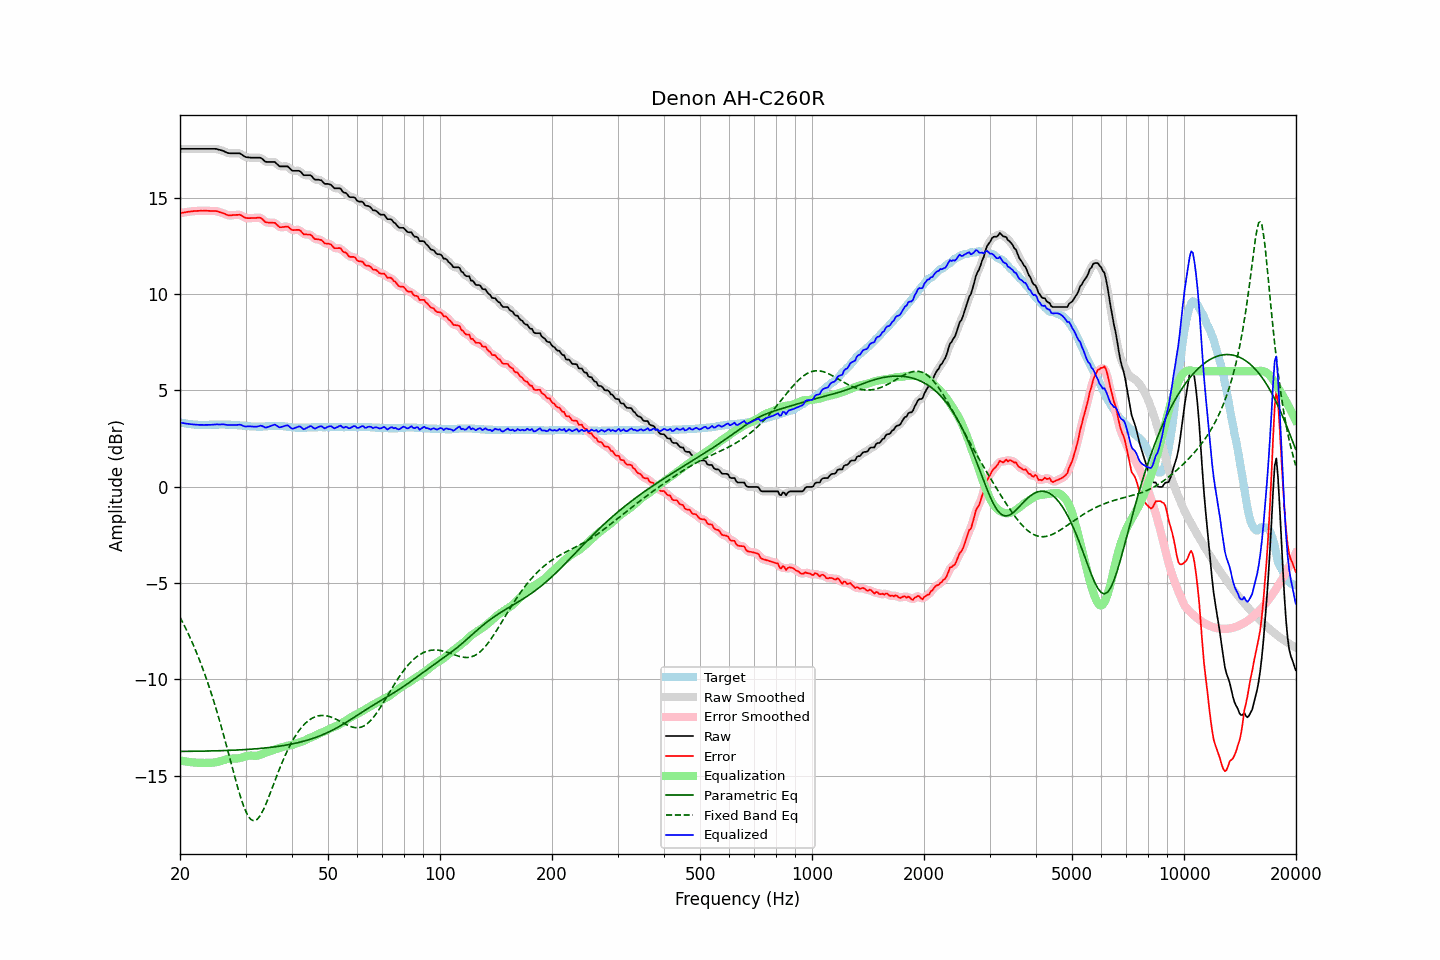 Denon AH-C260R
Amplitude (dBr)
15
10
5
0
−5
−10
−15
20
50
100
200
500
1000
2000
5000
10000
20000
Frequency (Hz)
Target
Raw Smoothed
Error Smoothed
Raw
Error
Equalization
Parametric Eq
Fixed Band Eq
Equalized